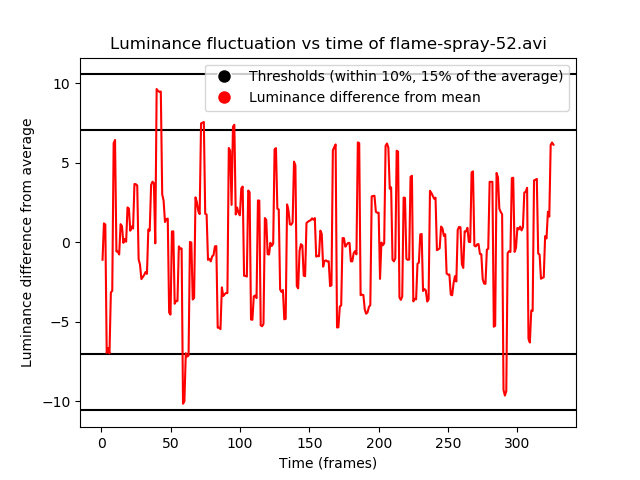 Luminance fluctuation vs time of flame-spray-52.avi
Thresholds (within 10%, 15% of the average)
Luminance difference from mean
Luminance difference from average
10
5
0
−5
−10
0 50 100 150 200 250 300
Time (frames)